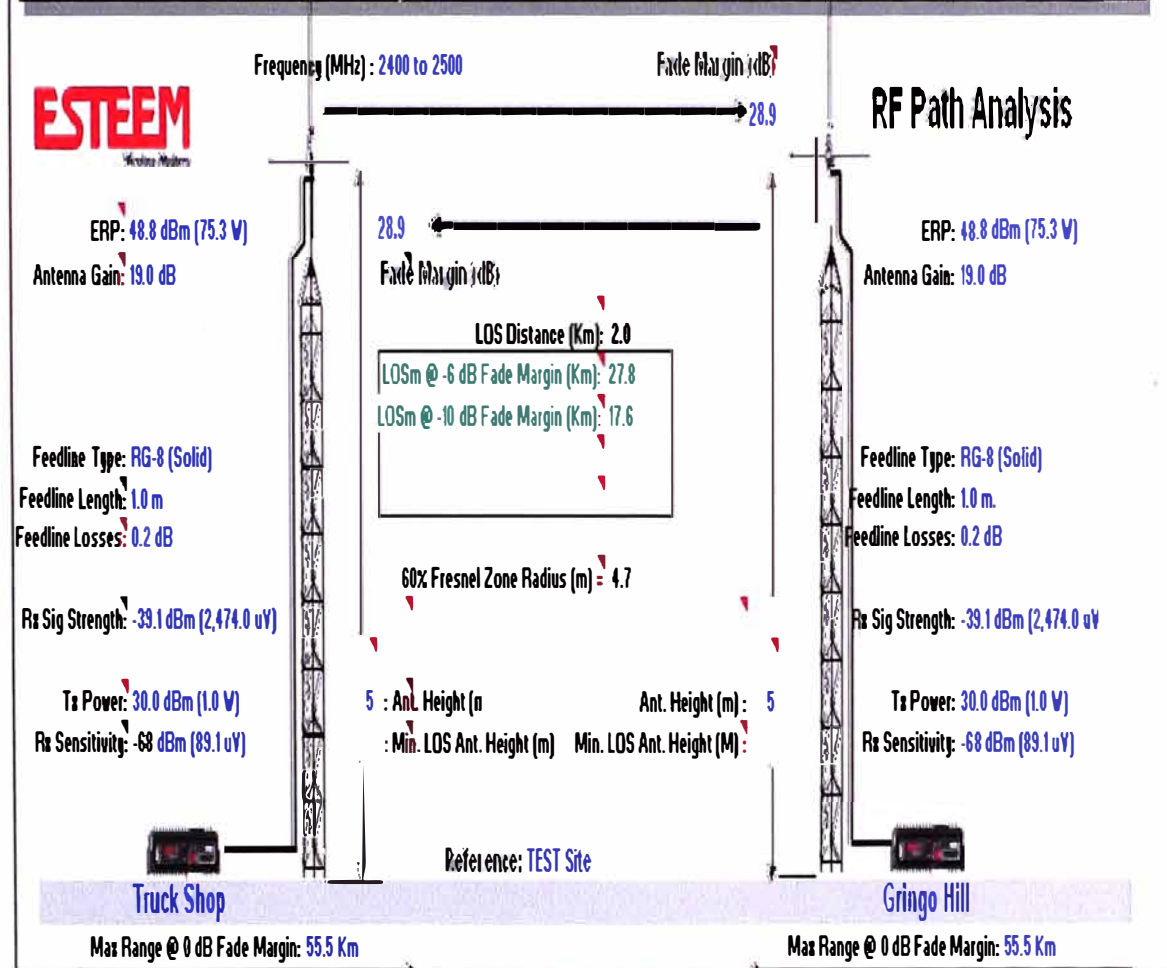 Frequency (MHz) : 2400 to 2500
Fade Margin (dB)
28.9
ESTEEM
Wireless Modems
RF Path Analysis
ERP: 48.8 dBm (75.3 W)
28.9
ERP: 48.8 dBm (75.3 W)
Antenna Gain: 19.0 dB
Fade Margin (dB)
Antenna Gain: 19.0 dB
LOS Distance (Km): 2.0
LOSm @ -6 dB Fade Margin (Km): 27.8
LOSm @ -10 dB Fade Margin (Km): 17.6
Feedline Type: RG-8 (Solid)
Feedline Type: RG-8 (Solid)
Feedline Length: 1.0 m
Feedline Length: 1.0 m.
Feedline Losses: 0.2 dB
Feedline Losses: 0.2 dB
60% Fresnel Zone Radius (m) = 4.7
Rx Sig Strength: -39.1 dBm (2,474.0 uV)
Rx Sig Strength: -39.1 dBm (2,474.0 uV
Tx Power: 30.0 dBm (1.0 W)
5 : Ant. Height (m
Ant. Height (m) : 5
Tx Power: 30.0 dBm (1.0 W)
Rx Sensitivity: -68 dBm (89.1 uV)
: Min. LOS Ant. Height (m)
Min. LOS Ant. Height (M) :
Rx Sensitivity: -68 dBm (89.1 uV)
Reference: TEST Site
Truck Shop
Gringo Hill
Max Range @ 0 dB Fade Margin: 55.5 Km
Max Range @ 0 dB Fade Margin: 55.5 Km